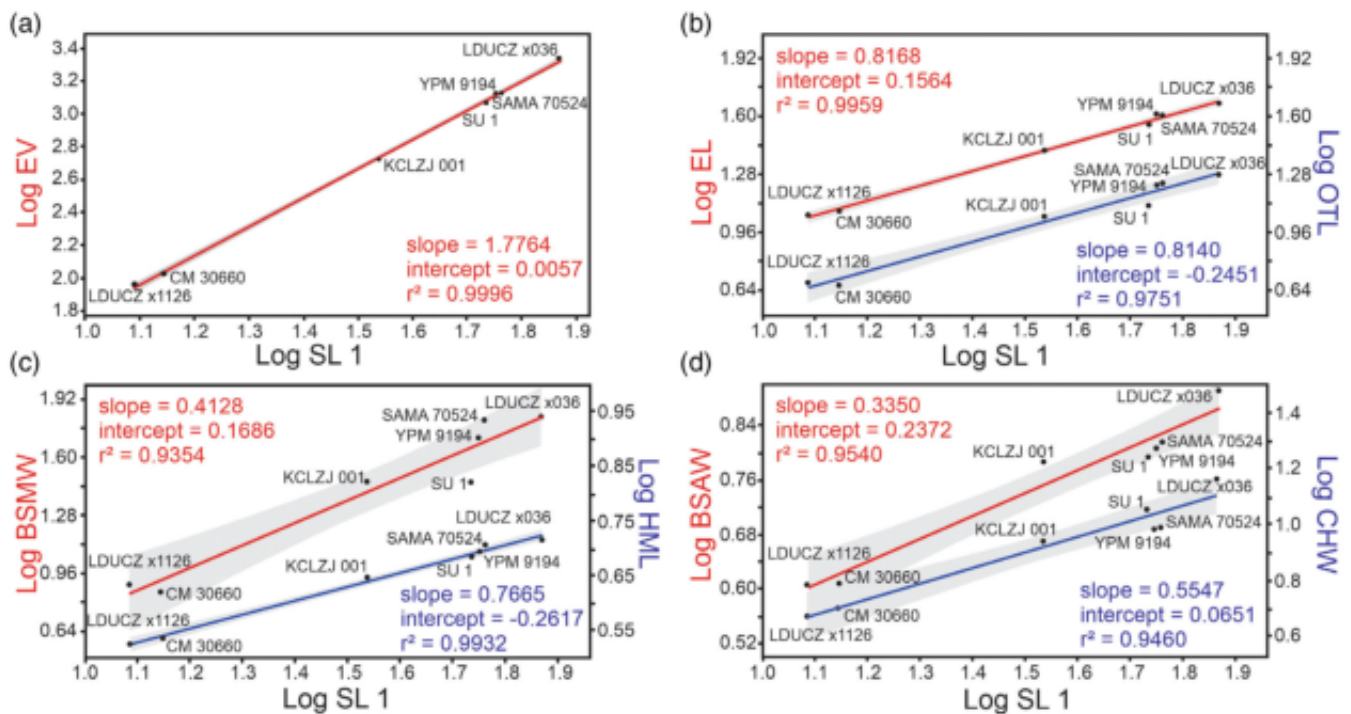 (a)
3.4
3.2
3.0
2.8
2.6
2.4
2.2
2.0
1.8
Log EV
LDUCZ x036
YPM 9194
SAMA 70524
SU 1
KCLZJ 001
CM 30660
LDUCZ x1126
slope = 1.7764
intercept = 0.0057
r² = 0.9996
1.0 1.1 1.2 1.3 1.4 1.5 1.6 1.7 1.8 1.9
Log SL 1
(b)
1.92
1.60
1.28
0.96
0.64
Log EL
slope = 0.8168
intercept = 0.1564
r² = 0.9959
LDUCZ x036
YPM 9194
SAMA 70524
SU 1
KCLZJ 001
LDUCZ x1126
CM 30660
LDUCZ x036
SAMA 70524
YPM 9194
SU 1
KCLZJ 001
LDUCZ x1126
CM 30660
slope = 0.8140
intercept = -0.2451
r² = 0.9751
1.92
1.60
1.28
0.96
0.64
Log OTL
1.0 1.1 1.2 1.3 1.4 1.5 1.6 1.7 1.8 1.9
Log SL 1
(c)
1.92
1.60
1.28
0.96
0.64
Log BSMW
slope = 0.4128
intercept = 0.1686
r² = 0.9354
LDUCZ x036
SAMA 70524
YPM 9194
KCLZJ 001
SU 1
LDUCZ x1126
CM 30660
LDUCZ x036
SAMA 70524
SU 1
YPM 9194
KCLZJ 001
LDUCZ x1126
CM 30660
slope = 0.7665
intercept = -0.2617
r² = 0.9932
0.95
0.85
0.75
0.65
0.55
Log HML
1.0 1.1 1.2 1.3 1.4 1.5 1.6 1.7 1.8 1.9
Log SL 1
(d)
0.84
0.76
0.68
0.60
0.52
Log BSAW
slope = 0.3350
intercept = 0.2372
r² = 0.9540
LDUCZ x036
SAMA 70524
SU 1
YPM 9194
KCLZJ 001
LDUCZ x1126
CM 30660
LDUCZ x036
SU 1
SAMA 70524
YPM 9194
KCLZJ 001
CM 30660
LDUCZ x1126
slope = 0.5547
intercept = 0.0651
r² = 0.9460
1.4
1.2
1.0
0.8
0.6
Log CHW
1.0 1.1 1.2 1.3 1.4 1.5 1.6 1.7 1.8 1.9
Log SL 1